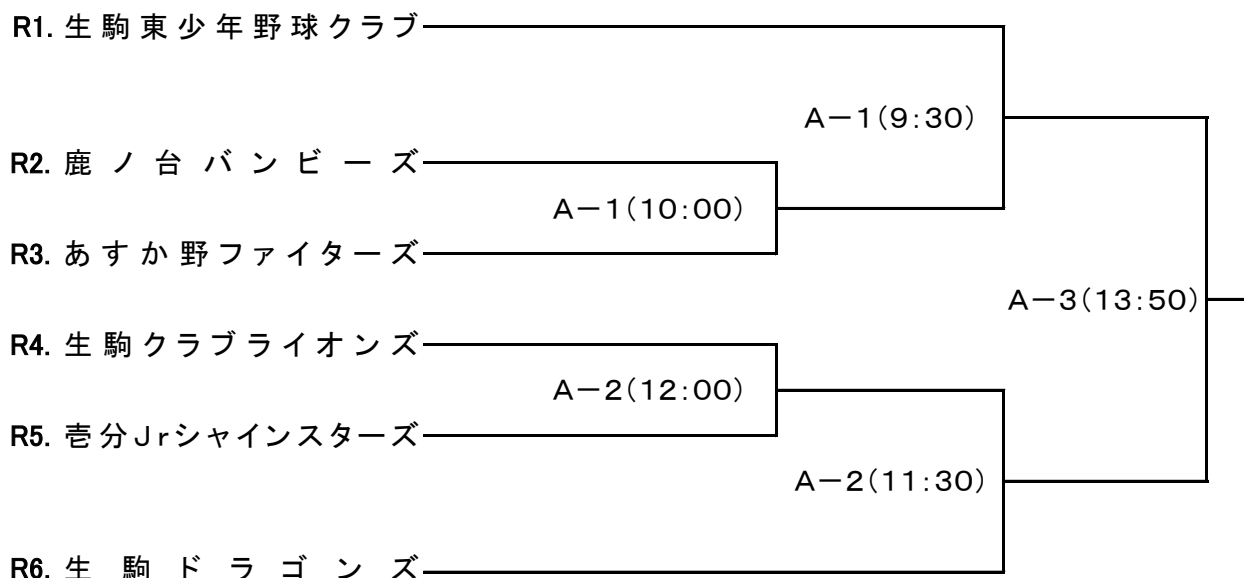 R1. 生駒東少年野球クラブ
A－1(9:30)
R2. 鹿ノ台バンビーズ
A－1(10:00)
R3. あすか野ファイターズ
A－3(13:50)
R4. 生駒クラブライオンズ
A－2(12:00)
R5. 壱分Jrシャインスターズ
A－2(11:30)
R6. 生駒ドラゴンズ